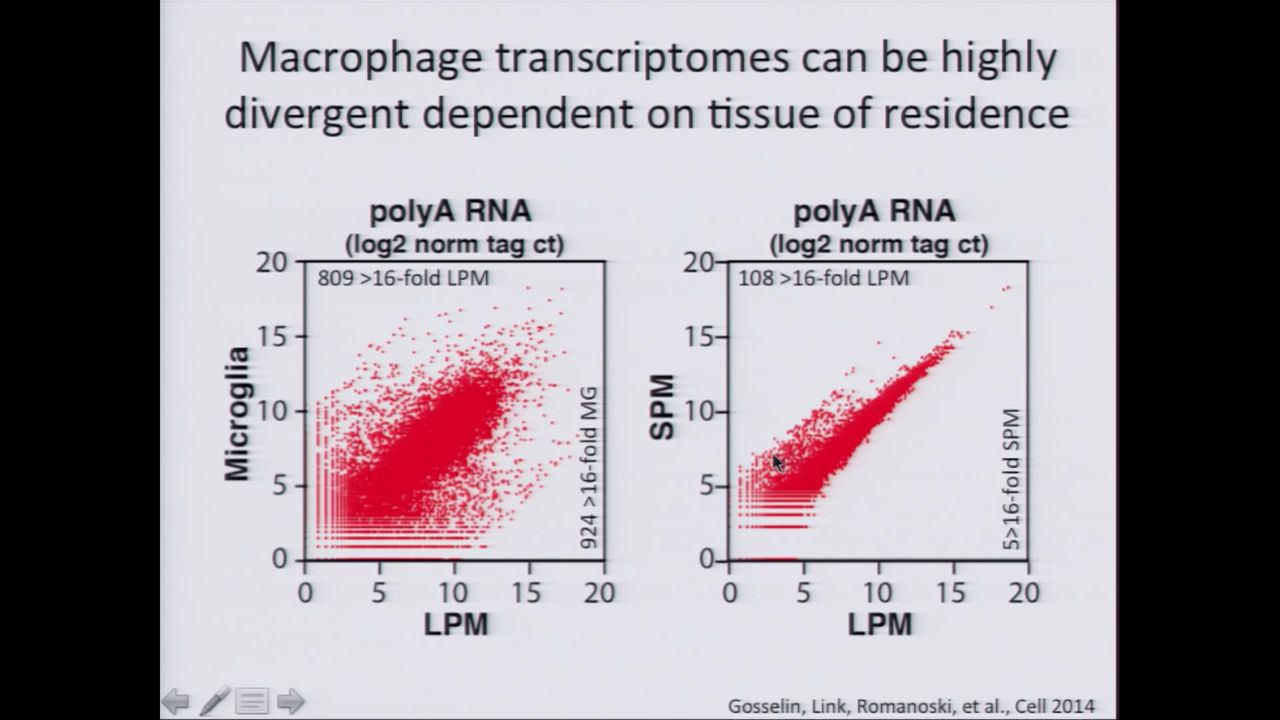 Macrophage transcriptomes can be highly
divergent dependent on tissue of residence
polyA RNA
(log2 norm tag ct)
20
15
10
5
0
Microglia
809 >16-fold LPM
924 >16-fold MG
0 5 10 15 20
LPM
polyA RNA
(log2 norm tag ct)
20
15
10
5
0
SPM
108 >16-fold LPM
5>16-fold SPM
0 5 10 15 20
LPM
Gosselin, Link, Romanoski, et al., Cell 2014